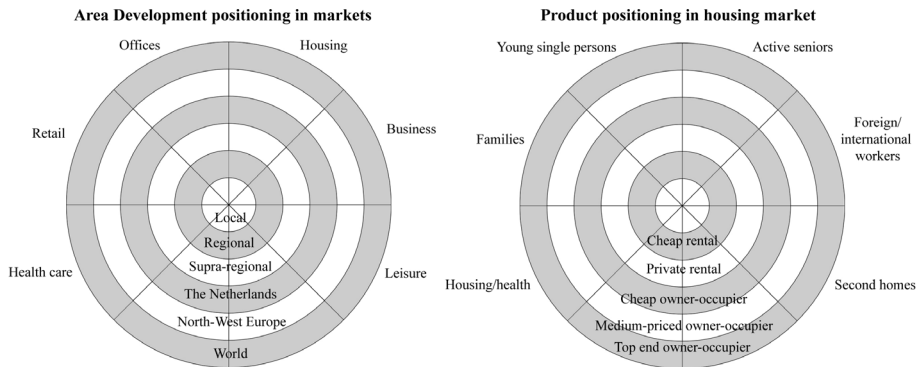 Area Development positioning in markets
Offices
Housing
Retail
Business
Health care
Leisure
Local
Regional
Supra-regional
The Netherlands
North-West Europe
World
Product positioning in housing market
Young single persons
Active seniors
Families
Foreign/
international
workers
Housing/health
Second homes
Cheap rental
Private rental
Cheap owner-occupier
Medium-priced owner-occupier
Top end owner-occupier